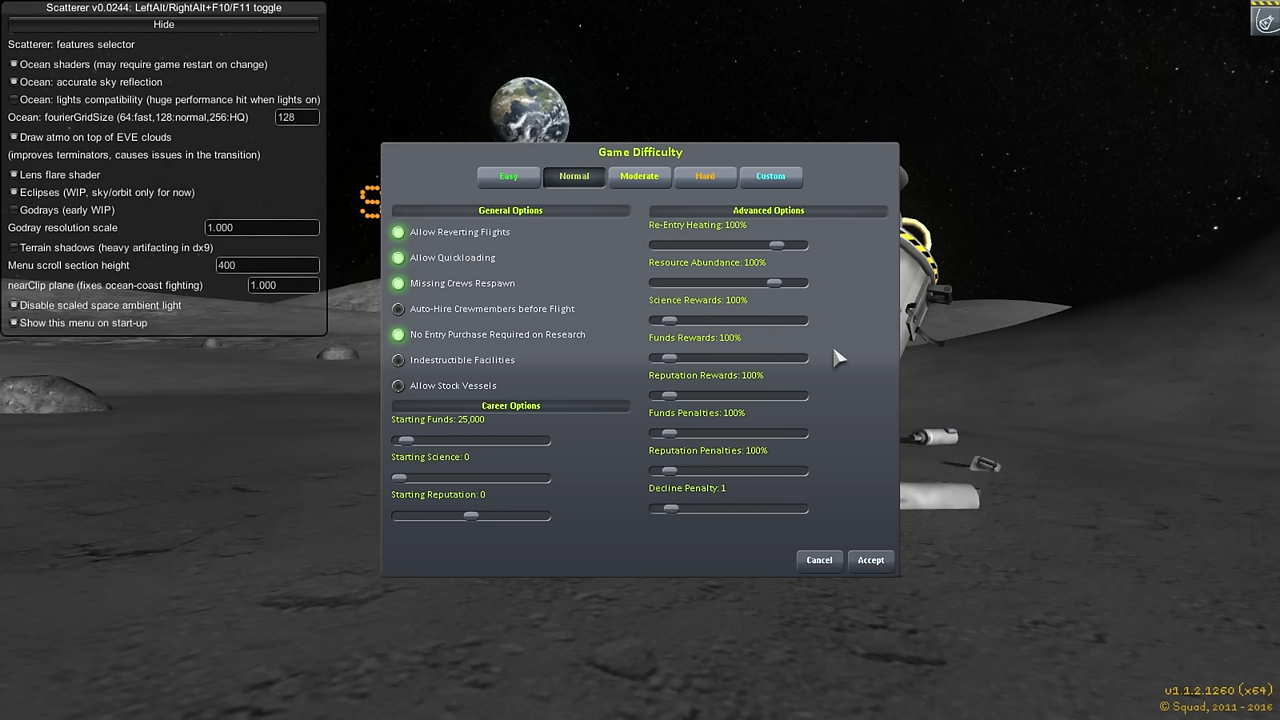 Scatterer v0.0244: LeftAlt/RightAlt+F10/F11 toggle
Hide
Scatterer: features selector
Ocean shaders (may require game restart on change)
Ocean: accurate sky reflection
Ocean: lights compatibility (huge performance hit when lights on)
Ocean: fourierGridSize (64:fast,128:normal,256:HQ) 128
Draw atmo on top of EVE clouds
(improves terminators, causes issues in the transition)
Lens flare shader
Eclipses (WIP, sky/orbit only for now)
Godrays (early WIP)
Godray resolution scale 1.000
Terrain shadows (heavy artifacting in dx9)
Menu scroll section height 400
nearClip plane (fixes ocean-coast fighting) 1.000
Disable scaled space ambient light
Show this menu on start-up
Game Difficulty
Easy Normal Moderate Hard Custom
General Options
Allow Reverting Flights
Allow Quickloading
Missing Crews Respawn
Auto-Hire Crewmembers before Flight
No Entry Purchase Required on Research
Indestructible Facilities
Allow Stock Vessels
Career Options
Starting Funds: 25,000
Starting Science: 0
Starting Reputation: 0
Advanced Options
Re-Entry Heating: 100%
Resource Abundance: 100%
Science Rewards: 100%
Funds Rewards: 100%
Reputation Rewards: 100%
Funds Penalties: 100%
Reputation Penalties: 100%
Decline Penalty: 1
Cancel Accept
S
v1.1.2.1260 (x64)
© Squad, 2011 - 2016